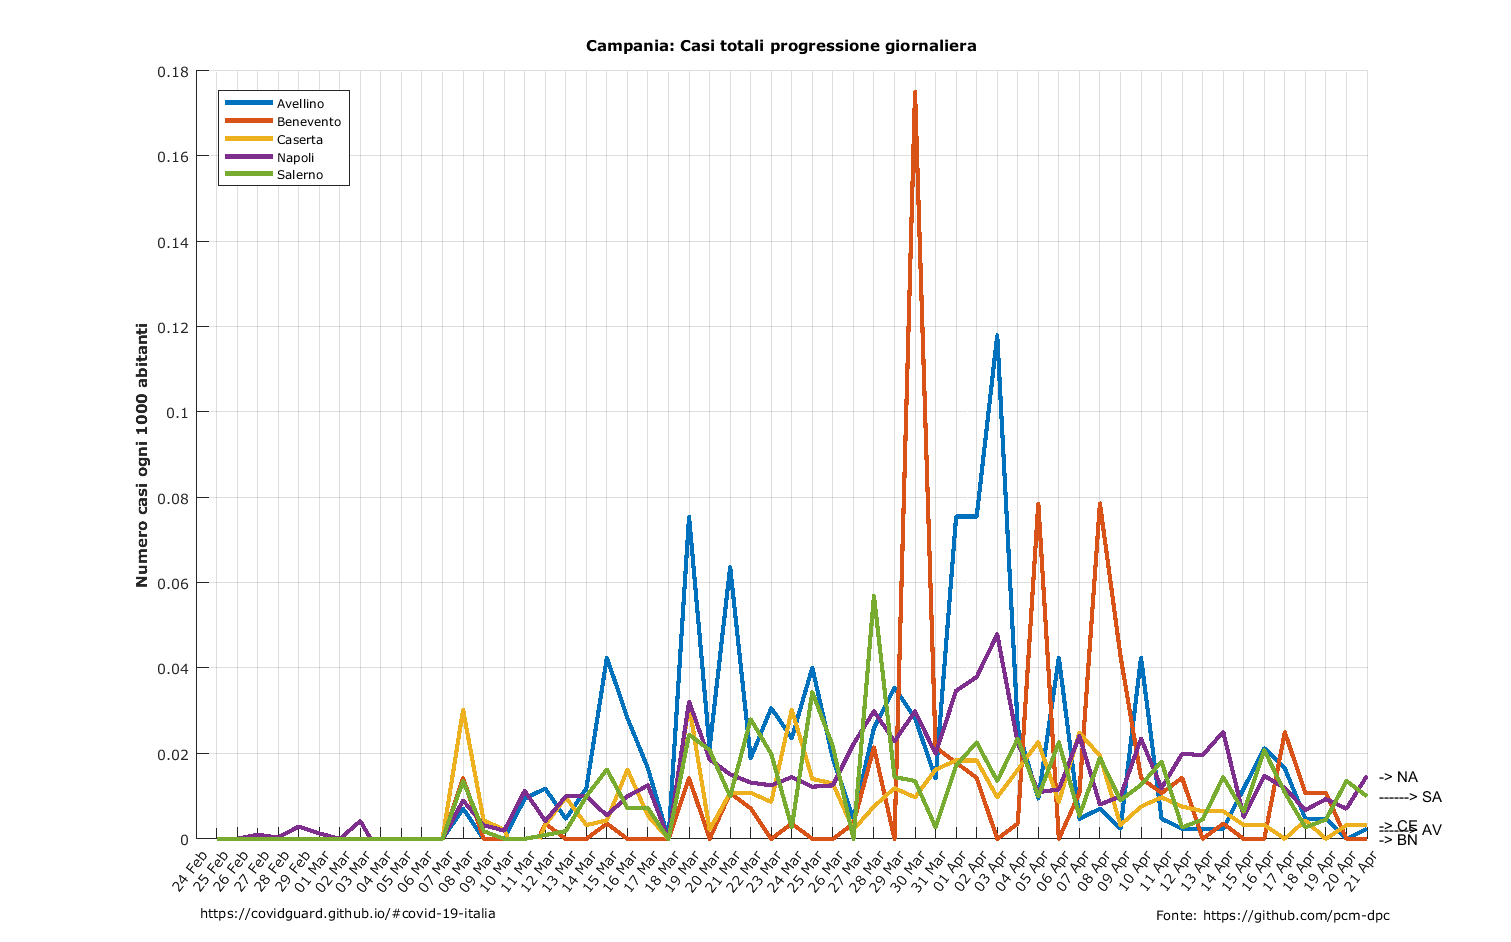 Campania: Casi totali progressione giornaliera
Numero casi ogni 1000 abitanti
0.18
0.16
0.14
0.12
0.1
0.08
0.06
0.04
0.02
0
Avellino
Benevento
Caserta
Napoli
Salerno
-> NA
------> SA
-> CE
------> AV
-> BN
24 Feb
25 Feb
26 Feb
27 Feb
28 Feb
29 Feb
01 Mar
02 Mar
03 Mar
04 Mar
05 Mar
06 Mar
07 Mar
08 Mar
09 Mar
10 Mar
11 Mar
12 Mar
13 Mar
14 Mar
15 Mar
16 Mar
17 Mar
18 Mar
19 Mar
20 Mar
21 Mar
22 Mar
23 Mar
24 Mar
25 Mar
26 Mar
27 Mar
28 Mar
29 Mar
30 Mar
31 Mar
01 Apr
02 Apr
03 Apr
04 Apr
05 Apr
06 Apr
07 Apr
08 Apr
09 Apr
10 Apr
11 Apr
12 Apr
13 Apr
14 Apr
15 Apr
16 Apr
17 Apr
18 Apr
19 Apr
20 Apr
21 Apr
https://covidguard.github.io/#covid-19-italia
Fonte: https://github.com/pcm-dpc